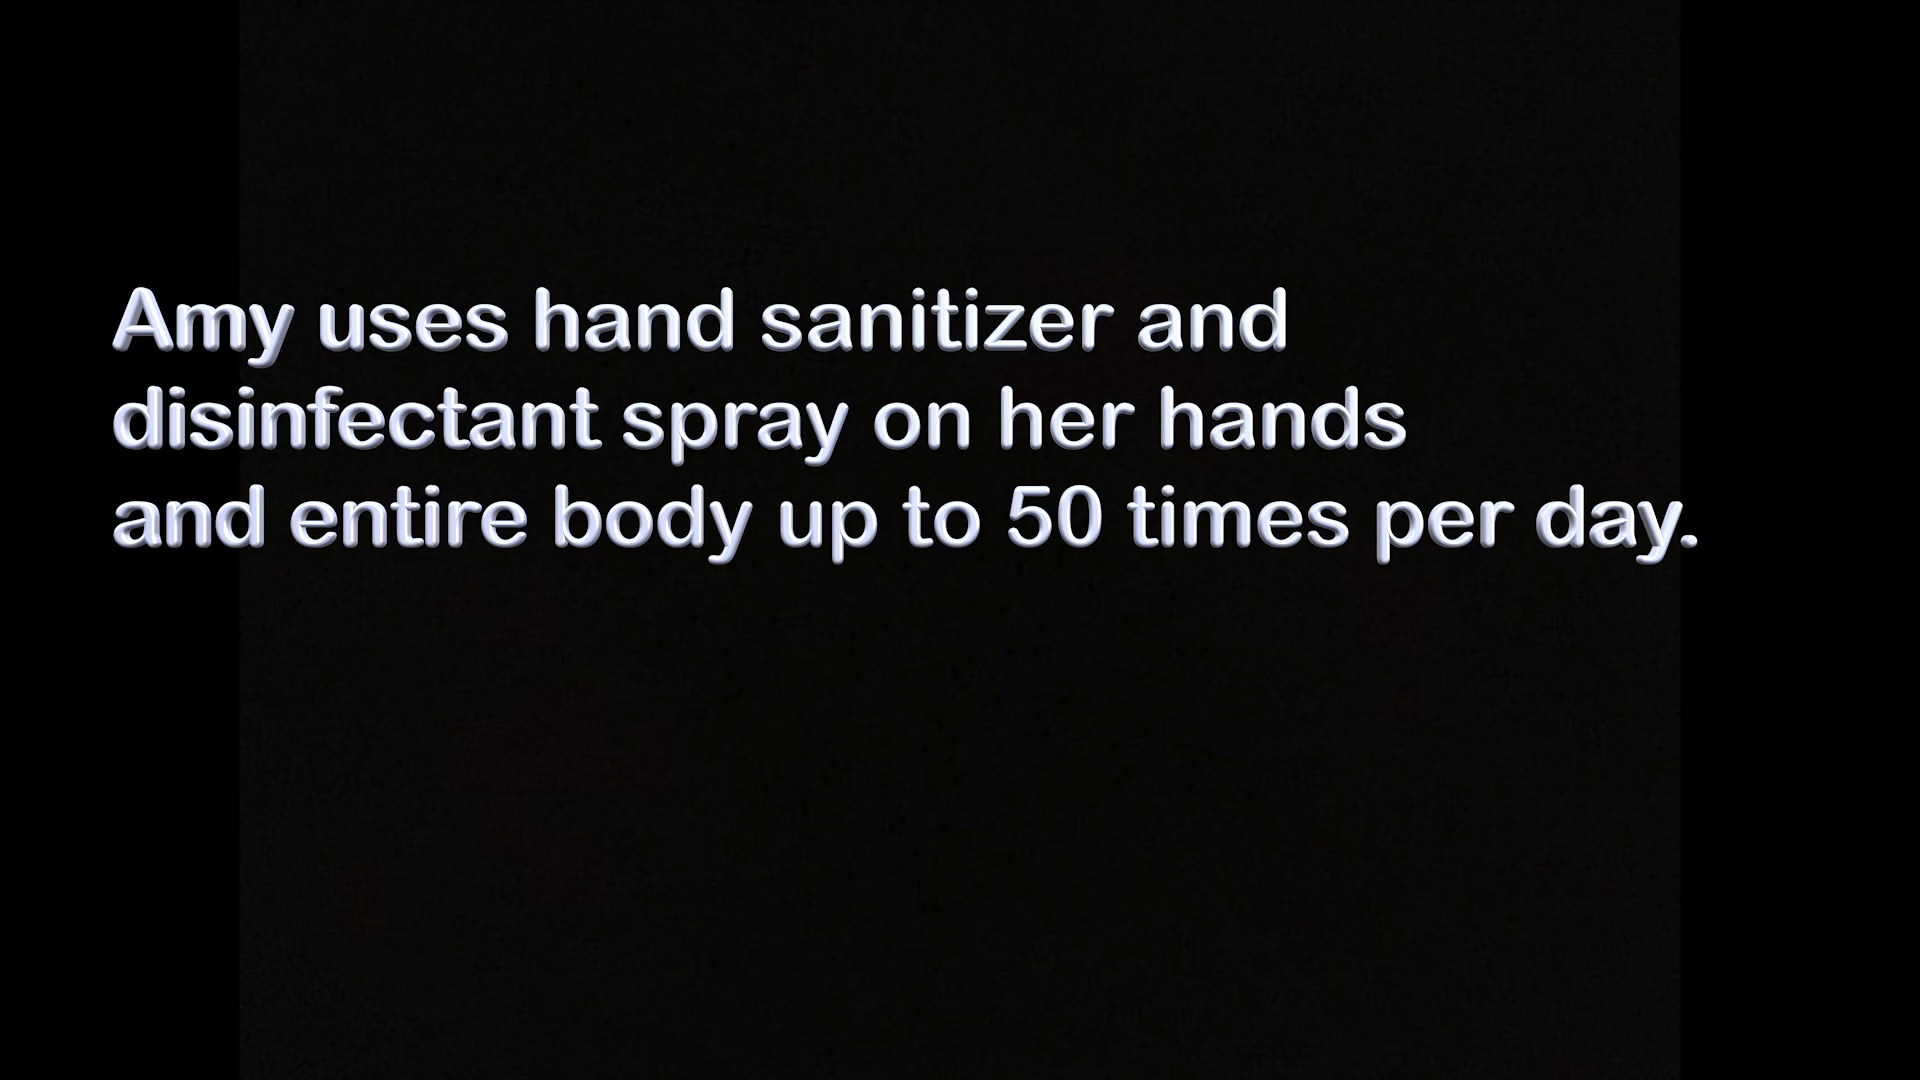 Amy uses hand sanitizer and
disinfectant spray on her hands
and entire body up to 50 times per day.